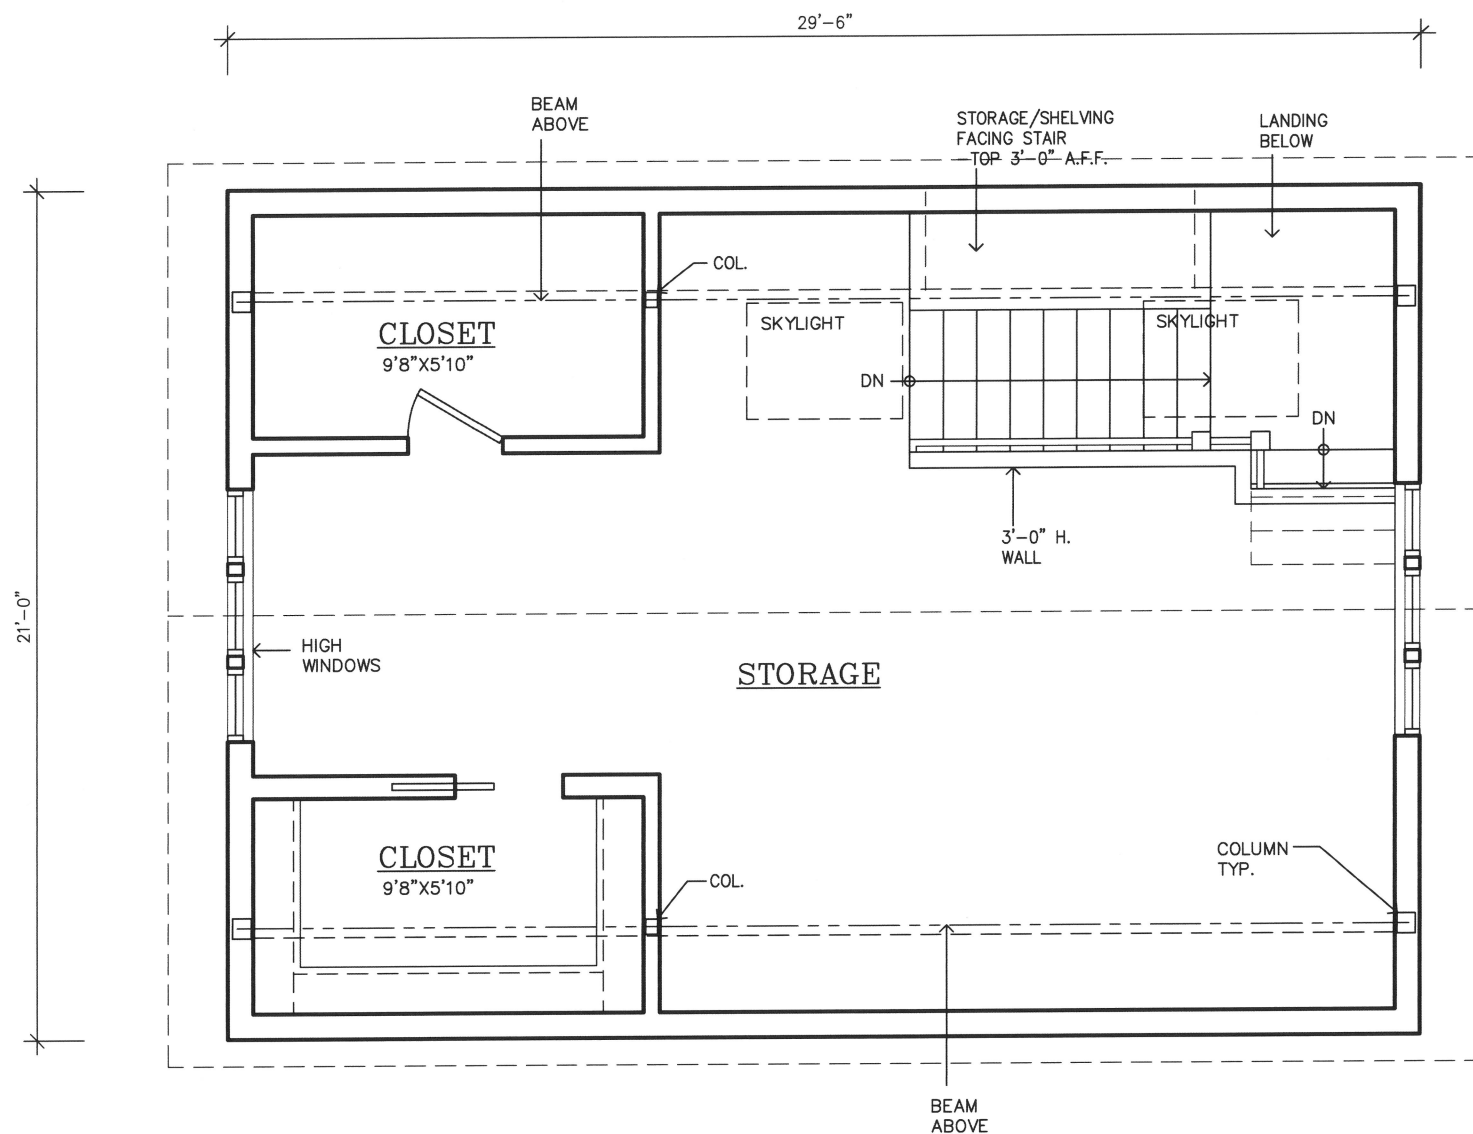 29'-6"
BEAM
ABOVE
STORAGE/SHELVING
FACING STAIR
-TOP 3'-0" A.F.F.
LANDING
BELOW
COL.
CLOSET
9'8"X5'10"
SKYLIGHT
SKYLIGHT
DN
DN
3'-0" H.
WALL
21'-0"
HIGH
WINDOWS
STORAGE
CLOSET
9'8"X5'10"
COL.
COLUMN
TYP.
BEAM
ABOVE